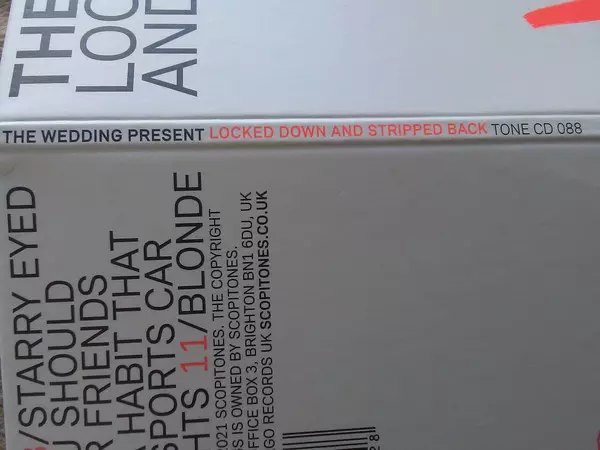 THE
LOC
AND
THE WEDDING PRESENT LOCKED DOWN AND STRIPPED BACK TONE CD 088
/STARRY EYED
SHOULD
FRIENDS
HABIT THAT
SPORTS CAR
HTS 11/BLONDE
2021 SCOPITONES. THE COPYRIGHT
IS OWNED BY SCOPITONES.
OFFICE BOX 3, BRIGHTON BN1 6DU, UK
GO RECORDS UK SCOPITONES.CO.UK
28